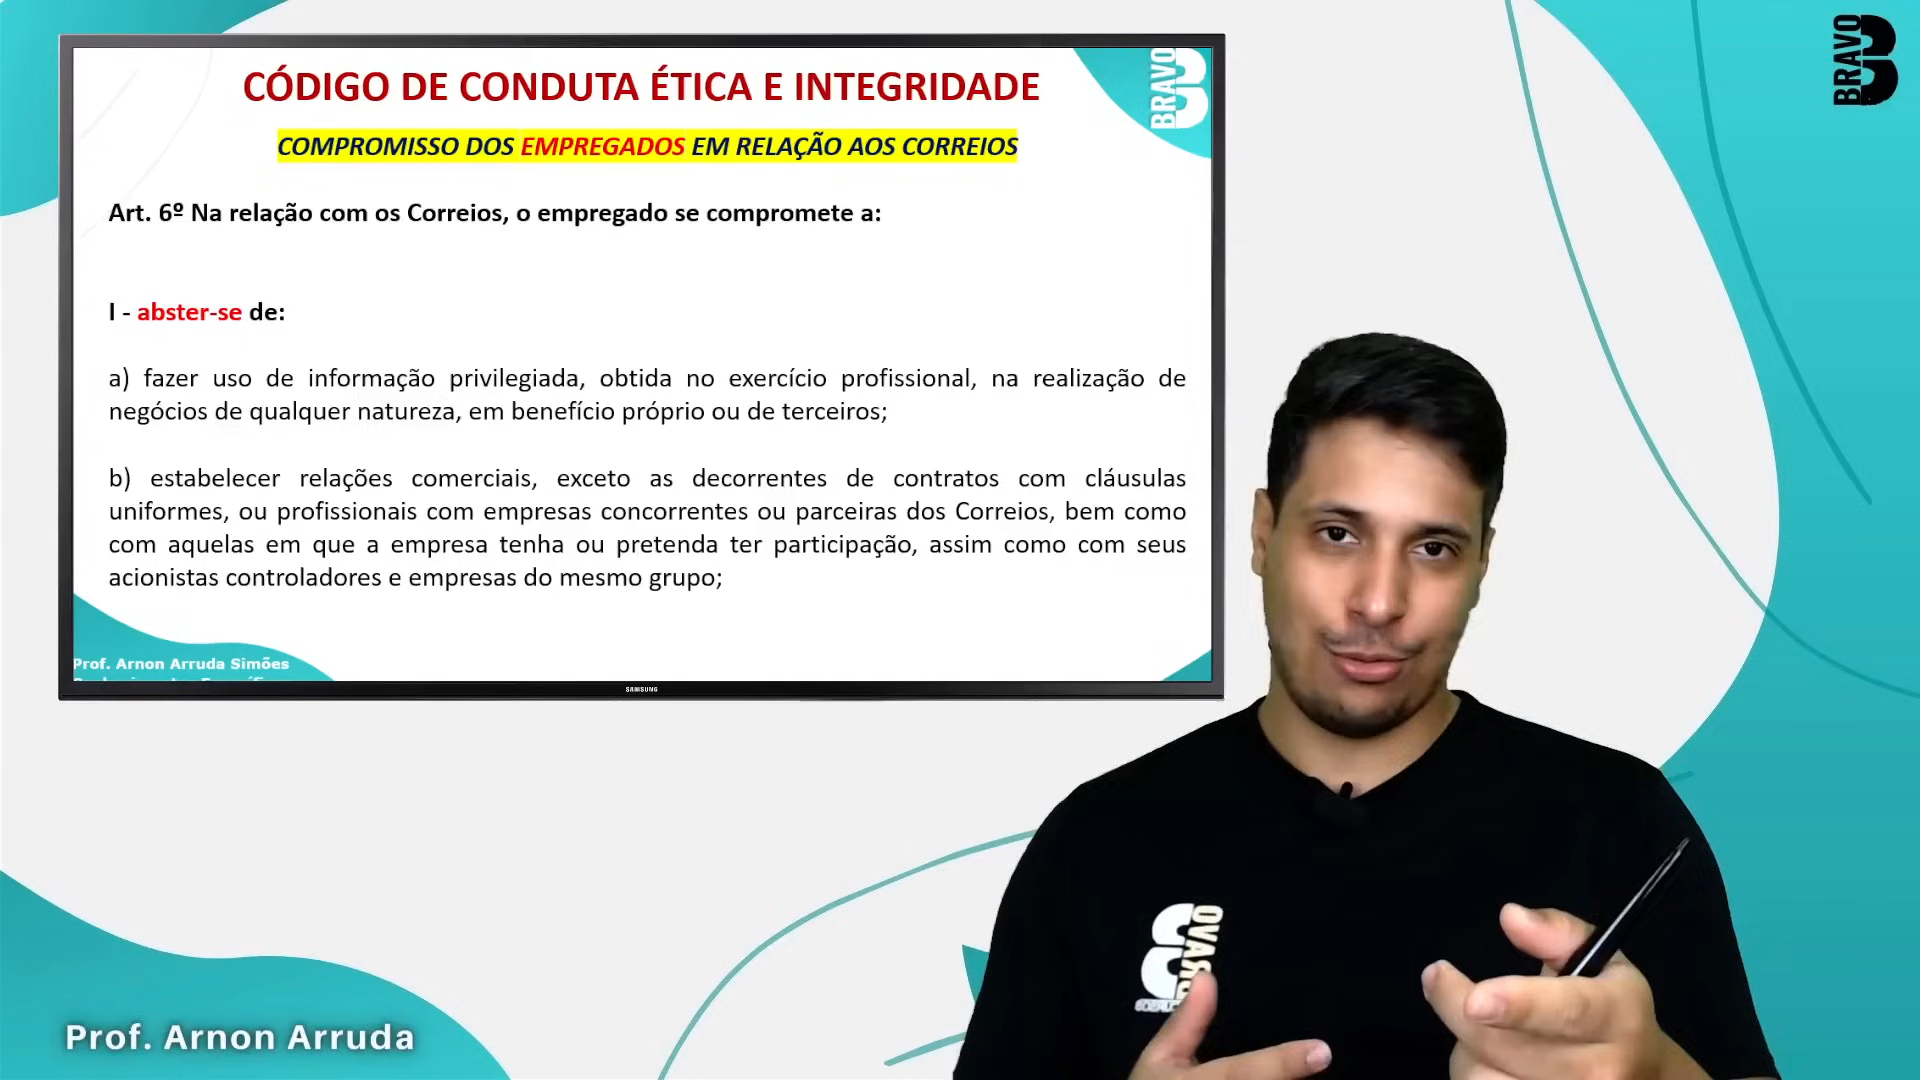 BRAVO
BRAVO
CÓDIGO DE CONDUTA ÉTICA E INTEGRIDADE
COMPROMISSO DOS EMPREGADOS EM RELAÇÃO AOS CORREIOS
Art. 6º Na relação com os Correios, o empregado se compromete a:
I - abster-se de:
a) fazer uso de informação privilegiada, obtida no exercício profissional, na realização de
negócios de qualquer natureza, em benefício próprio ou de terceiros;
b) estabelecer relações comerciais, exceto as decorrentes de contratos com cláusulas
uniformes, ou profissionais com empresas concorrentes ou parceiras dos Correios, bem como
com aquelas em que a empresa tenha ou pretenda ter participação, assim como com seus
acionistas controladores e empresas do mesmo grupo;
Prof. Arnon Arruda Simões
SAMSUNG
BRAVO
Prof. Arnon Arruda